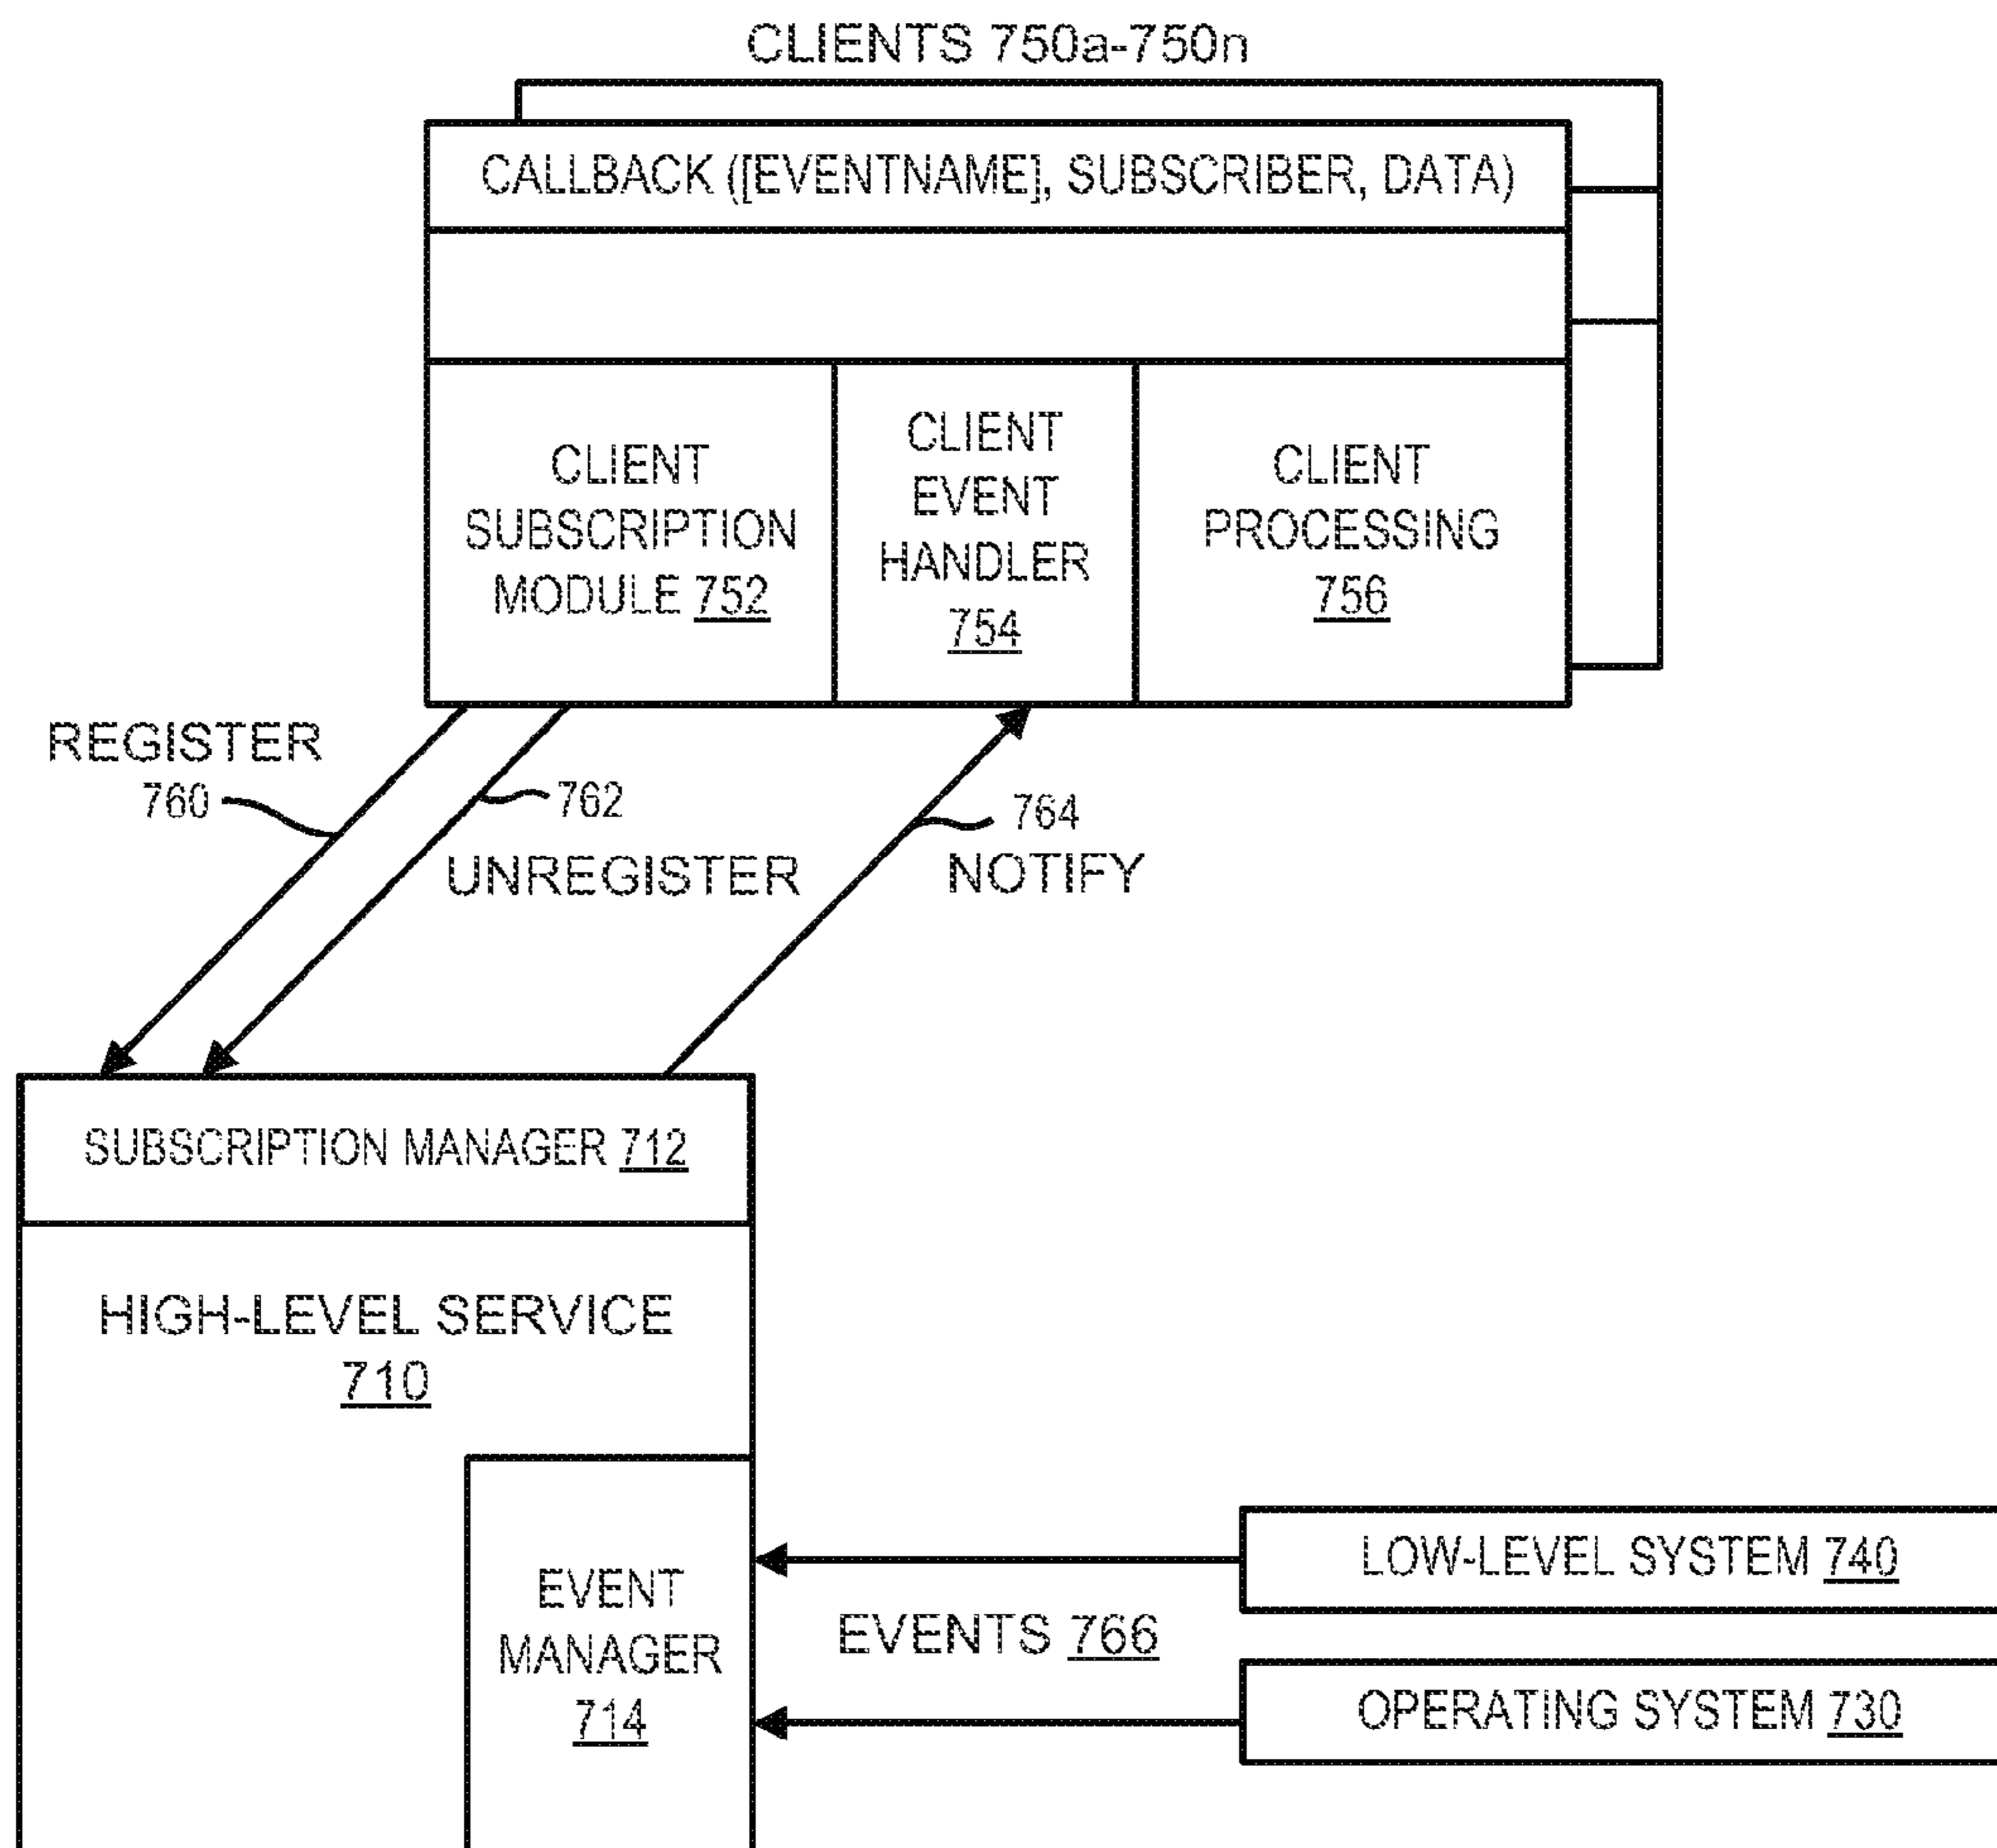 CLIENTS 750a-750n
CALLBACK ([EVENTNAME], SUBSCRIBER, DATA)
CLIENT
SUBSCRIPTION
MODULE 752
CLIENT
EVENT
HANDLER
754
CLIENT
PROCESSING
756
REGISTER
760
762
UNREGISTER
764
NOTIFY
SUBSCRIPTION MANAGER 712
HIGH-LEVEL SERVICE
710
EVENT
MANAGER
714
EVENTS 766
LOW-LEVEL SYSTEM 740
OPERATING SYSTEM 730